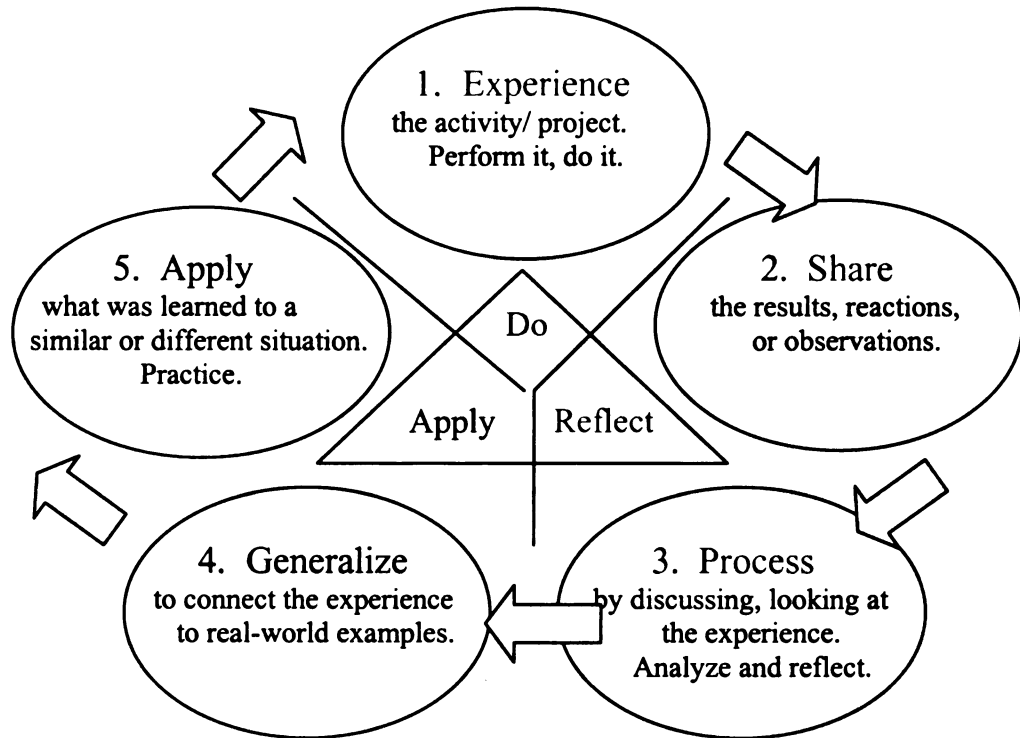 1. Experience
the activity/ project.
Perform it, do it.
2. Share
the results, reactions,
or observations.
3. Process
by discussing, looking at
the experience.
Analyze and reflect.
4. Generalize
to connect the experience
to real-world examples.
5. Apply
what was learned to a
similar or different situation.
Practice.
Do
Apply
Reflect